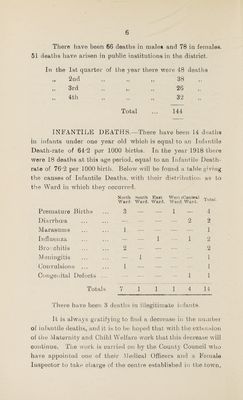 6
There have been 66 deaths in males and 78 in females.
51 deaths have arisen in public institutions in the district.
In the 1st quarter of the year there were 48 deaths
„ 2nd „ „ „ 38 „
„ 3rd „ „ „ 26 „
„ 4th „ „ „ 32 „
Total ... 144
INFANTILE DEATHS.—There have been 14 deaths
in infants under one year old which is equal to an Infantile
Death-rate of 64·2 per 1000 births. In the year 1918 there
were 18 deaths at this age period, equal to an Infantile Death-
rate of 76·2 per 1000 birth. Below will be found a table giving
the causes of Infantile Deaths, with their distribution as to
the Ward in which they occurred.
North South East West Central Total.
Ward. Ward. Ward. Ward. Ward.
Premature Births ... 3 — — 1 — 4
Diarrhœa ... ... — — — — 2 2
Marasmus ... ... 1 — — — — 1
Influenza ... ... — — 1 — 1 2
Bronchitis ... ... 2 — — — — 2
Meningitis ... ... — 1 — — — 1
Convulsions ... ... 1 — — — — 1
Congenital Defects ... — — — — 1 1
Totals 7 1 1 1 4 14
There have been 3 deaths in illegitimate infants.
It is always gratifying to find a decrease in the number
of infantile deaths, and it is to be hoped that with the extension
of the Maternity and Child Welfare work that this decrease will
continue. The work is carried on by the County Council who
have appointed one of their Medical Officers and a Female
Inspector to take charge of the centre established in the town,